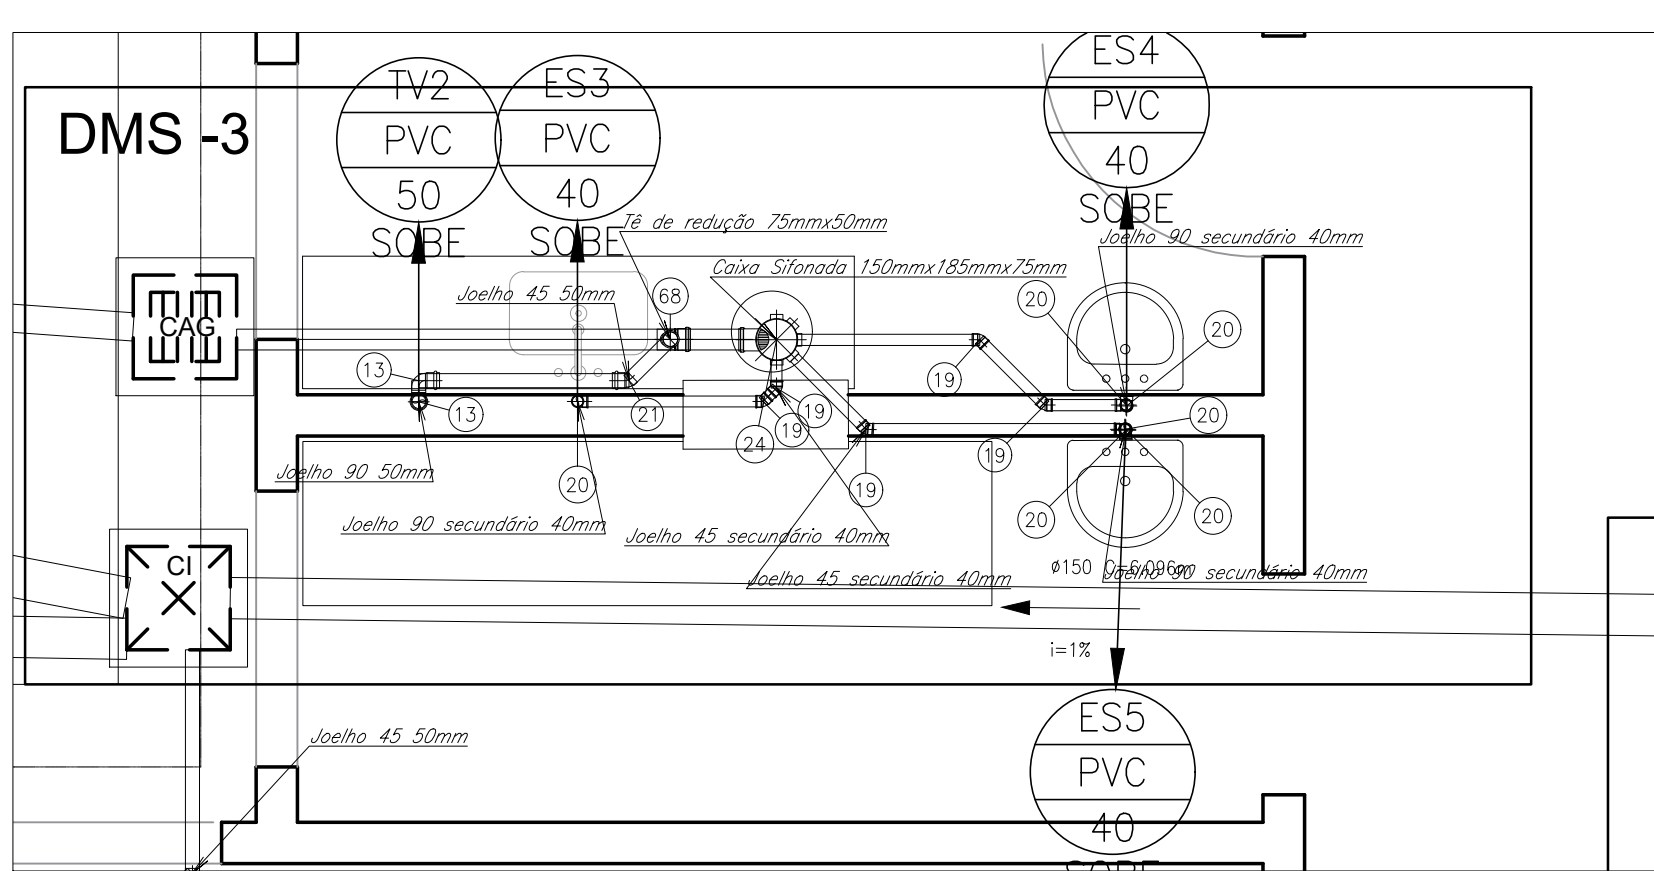 ES4
PVC
40
SOBE
TV2
PVC
50
SOBE
ES3
PVC
40
SOBE
DMS -3
Tê de redução 75mmx50mm
Joelho 90 secundário 40mm
Caixa Sifonada 150mmx185mmx75mm
Joelho 45 50mm
68
20
20
CAG
13
19
13
21
19
19
24
20
19
Joelho 90 50mm
20
19
20
20
Joelho 90 secundário 40mm
Joelho 45 secundário 40mm
CI
Joelho 45 secundário 40mm
ø150 C=6,096m
Joelho 90 secundário 40mm
i=1%
ES5
PVC
40
SOBE
Joelho 45 50mm